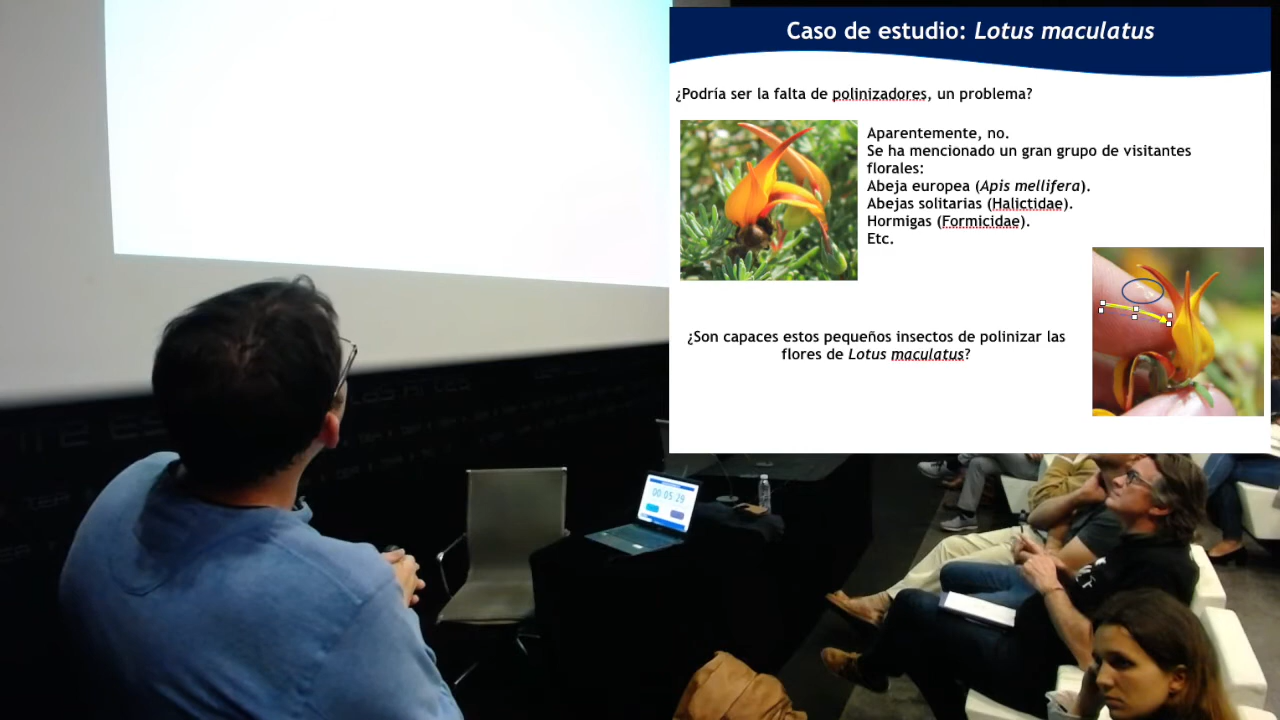 Caso de estudio: Lotus maculatus
¿Podría ser la falta de polinizadores, un problema?
Aparentemente, no.
Se ha mencionado un gran grupo de visitantes
florales:
Abeja europea (Apis mellifera).
Abejas solitarias (Halictidae).
Hormigas (Formicidae).
Etc.
¿Son capaces estos pequeños insectos de polinizar las
flores de Lotus maculatus?
00:05:29